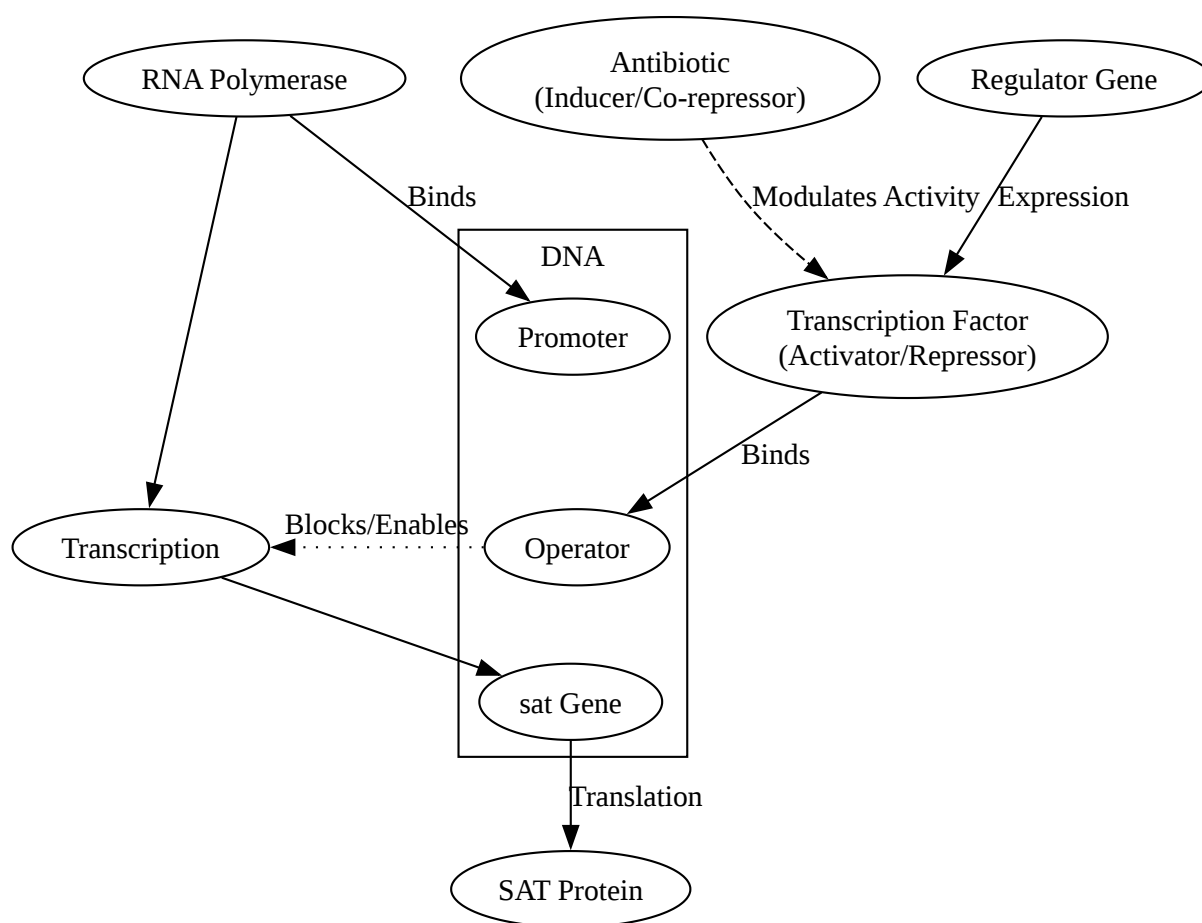 RNA Polymerase
Antibiotic
(Inducer/Co-repressor)
Regulator Gene
Binds
Modulates Activity
Expression
DNA
Promoter
Transcription Factor
(Activator/Repressor)
Binds
Transcription
Blocks/Enables
Operator
sat Gene
Translation
SAT Protein